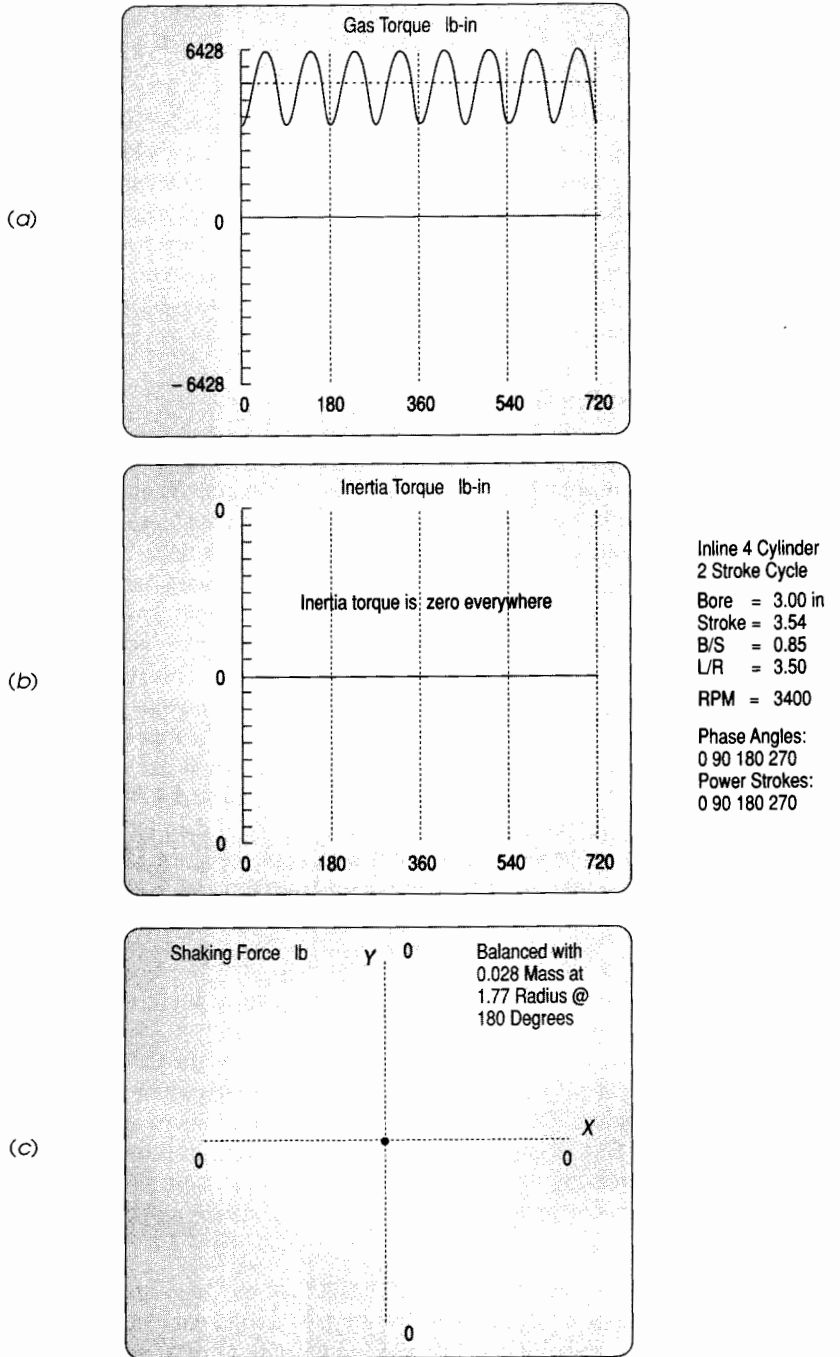 (a)
Gas Torque lb-in
6428
0
– 6428
0 180 360 540 720
(b)
Inertia Torque lb-in
0
Inertia torque is zero everywhere
0
0
0 180 360 540 720
Inline 4 Cylinder
2 Stroke Cycle
Bore = 3.00 in
Stroke = 3.54
B/S = 0.85
L/R = 3.50
RPM = 3400
Phase Angles:
0 90 180 270
Power Strokes:
0 90 180 270
(c)
Shaking Force lb
Y 0
Balanced with
0.028 Mass at
1.77 Radius @
180 Degrees
X
0 0
0